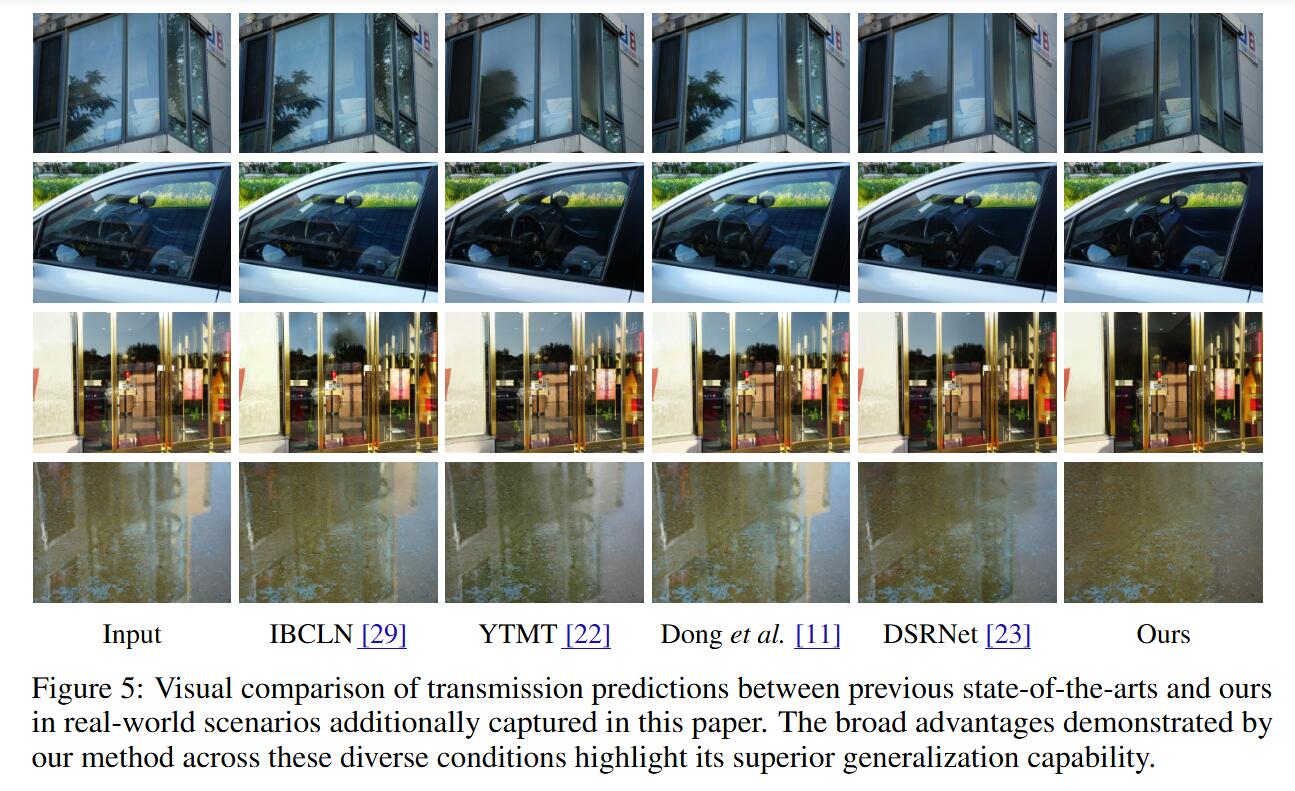 Input IBCLN [29] YTMT [22] Dong et al. [11] DSRNet [23] Ours
Figure 5: Visual comparison of transmission predictions between previous state-of-the-arts and ours
in real-world scenarios additionally captured in this paper. The broad advantages demonstrated by
our method across these diverse conditions highlight its superior generalization capability.